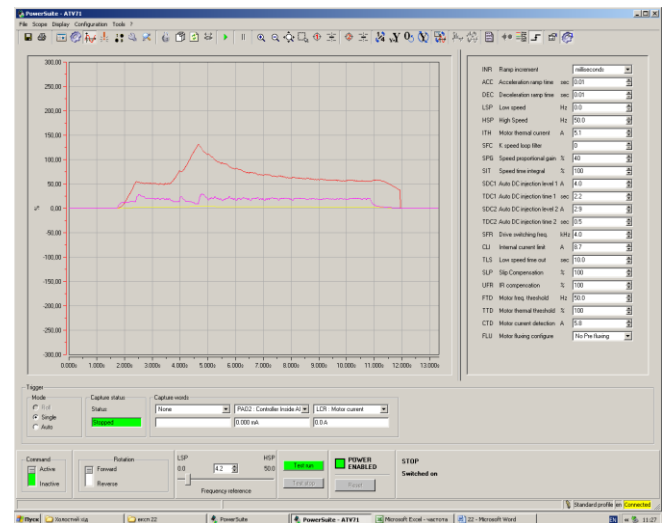 PowerSuite - ATV71
File Scope Display Configuration Tools ?
300,00
250,00
200,00
150,00
100,00
50,00
%
0,00
-50,00
-100,00
-150,00
-200,00
-250,00
-300,00
0.000s 1.000s 2.000s 3.000s 4.000s 5.000s 6.000s 7.000s 8.000s 9.000s 10.000s 11.000s 12.000s 13.000s
INR Ramp increment milliseconds
ACC Acceleration ramp time sec 0.01
DEC Deceleration ramp time sec 0.01
LSP Low speed Hz 0.0
HSP High Speed Hz 50.0
ITH Motor thermal current A 5.1
SFC K speed loop filter 0
SPG Speed proportional gain % 40
SIT Speed time integral % 100
SDC1 Auto DC injection level 1 A 4.0
TDC1 Auto DC injection time 1 sec 2.2
SDC2 Auto DC injection level 2 A 2.9
TDC2 Auto DC injection time 2 sec 0.5
SFR Drive switching freq. kHz 4.0
CLI Internal current limit A 8.7
TLS Low speed time out sec 18.0
SLP Slip Compensation % 100
UFR IR compensation % 100
FTD Motor freq. threshold Hz 50.0
TTD Motor thermal threshold % 100
CTD Motor current detection A 5.8
FLU Motor fluxing configure No Pre fluxing
Trigger
Mode
Roll
Single
Auto
Capture status
Status
Stopped
Capture words
None PAD2 : Controller Inside AI LCR : Motor current
0.000 mA 0.0 A
Command
Active
Inactive
Rotation
Forward
Reverse
LSP HSP
0.0 4.2 50.0
Frequency reference
Test run
Test stop
POWER
ENABLED
Reset
STOP
Switched on
Standard profile (en Connected
Пуск Холостий хід вкіп 22 PowerSuite PowerSuite - ATV71 Microsoft Excel - частота 22 - Microsoft Word EN 11:27